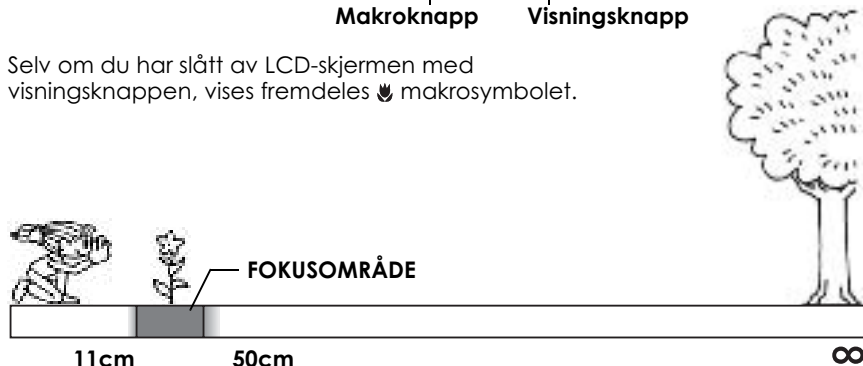 Makroknapp Visningsknapp
Selv om du har slått av LCD-skjermen med
visningsknappen, vises fremdeles makrosymbolet.
FOKUSOMRÅDE
11cm 50cm ∞